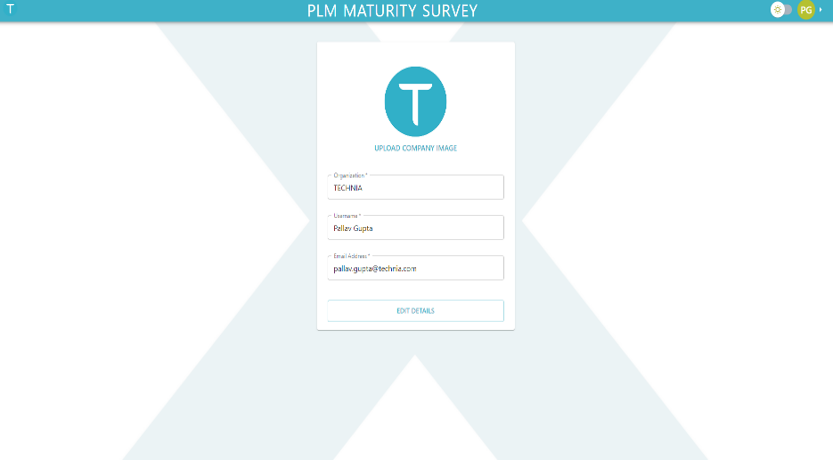 T
PLM MATURITY SURVEY
PG
T
UPLOAD COMPANY IMAGE
Organization *
TECHNIA
Username *
Pallav Gupta
Email Address *
pallav.gupta@technia.com
EDIT DETAILS